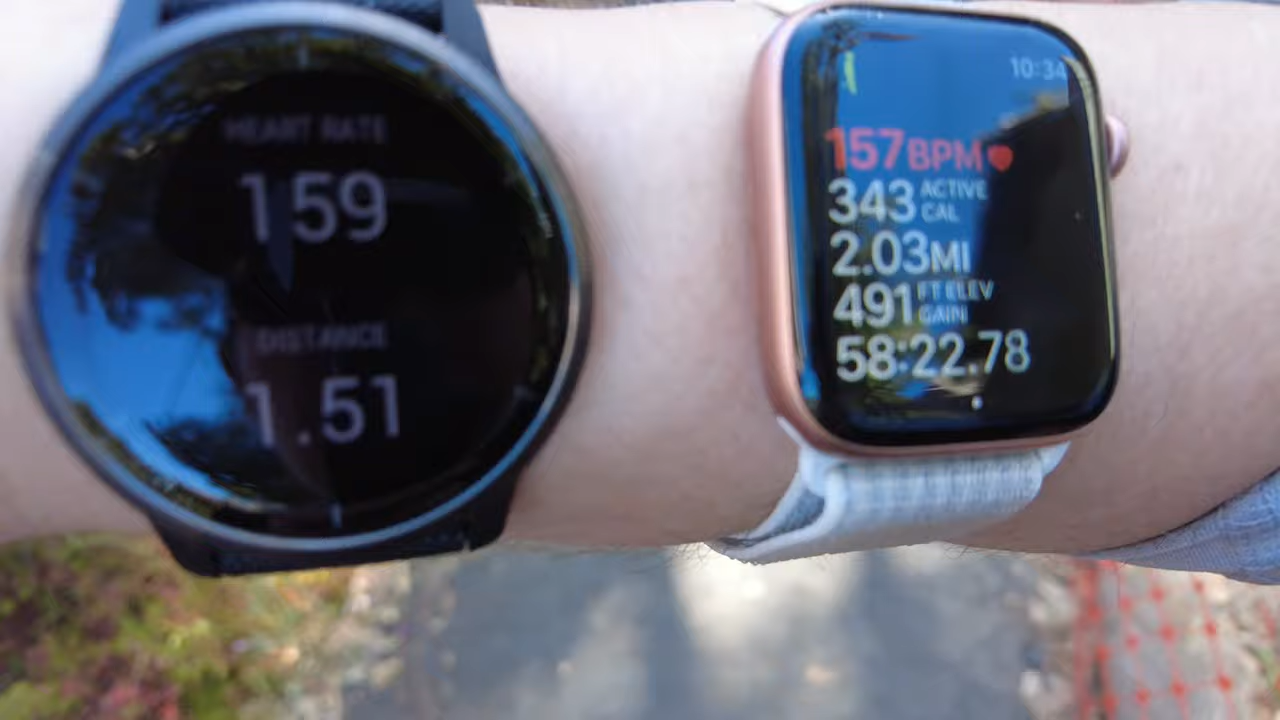 HEART RATE
159
DISTANCE
1.51
10:34
157BPM
343 ACTIVE CAL
2.03MI
491 FT ELEV GAIN
58:22.78